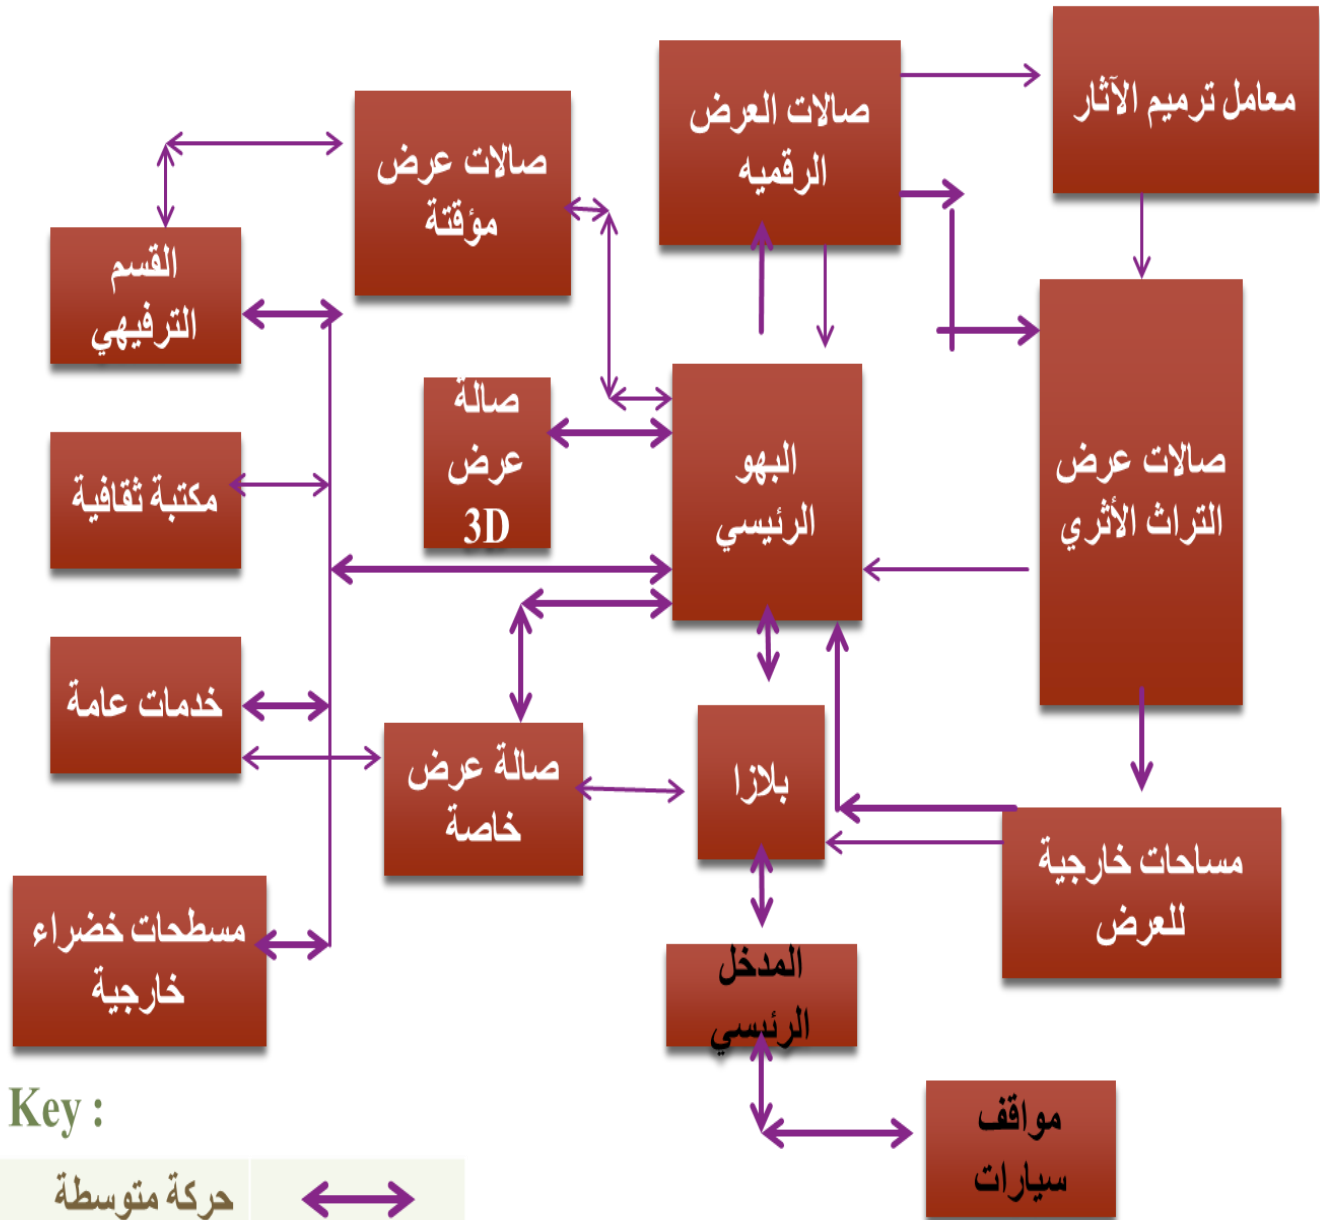 معامل ترميم الآثار
صالات العرض
الرقميه
صالات عرض
مؤقتة
القسم
الترفيهي
صالة
عرض
3D
البهو
الرئيسي
صالات عرض
التراث الأثري
مكتبة ثقافية
خدمات عامة
صالة عرض
خاصة
بلازا
مساحات خارجية
للعرض
مسطحات خضراء
خارجية
المدخل
الرئيسي
مواقف
سيارات
Key :
حركة متوسطة